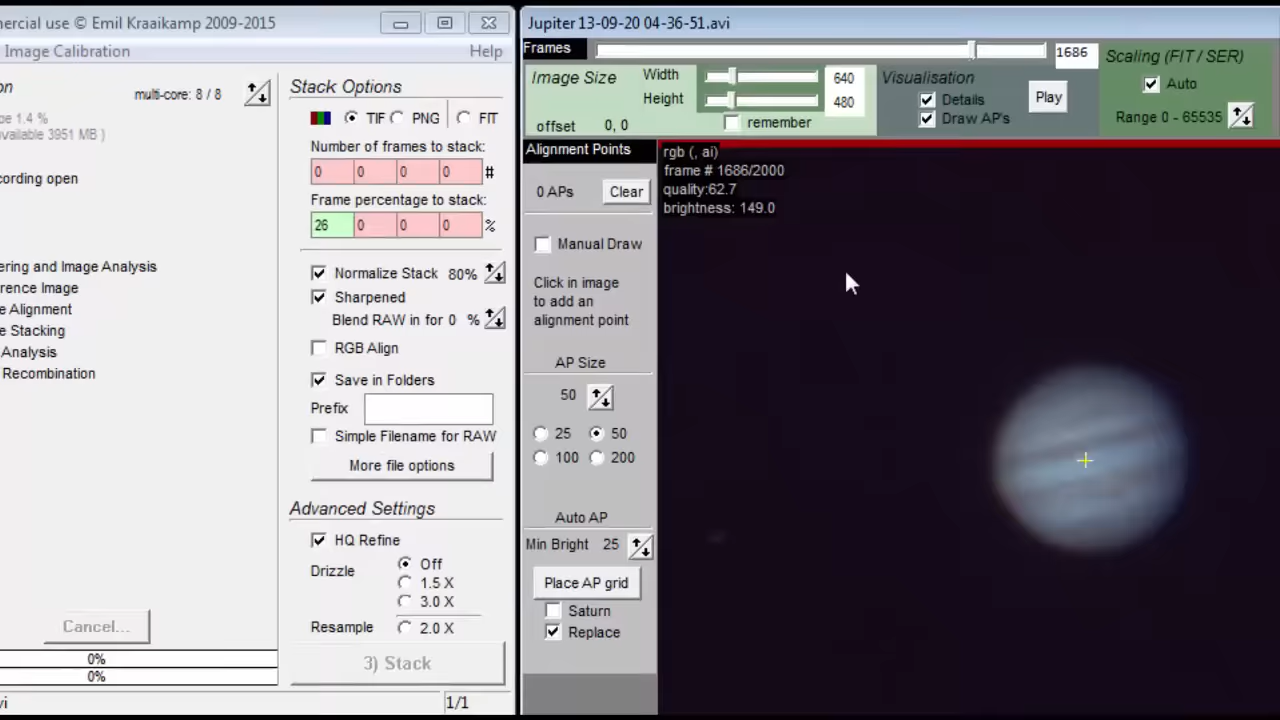 ercial use © Emil Kraaikamp 2009-2015
Image Calibration Help
on
multi-core: 8 / 8
pe 1.4 %
vailable 3951 MB )
cording open
ering and Image Analysis
rence Image
e Alignment
e Stacking
Analysis
Recombination
Cancel...
0%
0%
vi
1/1
Stack Options
TIF PNG FIT
Number of frames to stack:
0 0 0 0 #
Frame percentage to stack:
26 0 0 0 %
Normalize Stack 80%
Sharpened
Blend RAW in for 0 %
RGB Align
Save in Folders
Prefix
Simple Filename for RAW
More file options
Advanced Settings
HQ Refine
Drizzle Off
1.5 X
3.0 X
Resample 2.0 X
3) Stack
Jupiter 13-09-20 04-36-51.avi
Frames 1686
Image Size
Width 640
Height 480
offset 0, 0
remember
Visualisation
Details
Draw AP's
Play
Scaling (FIT / SER)
Auto
Range 0 - 65535
Alignment Points
0 APs Clear
Manual Draw
Click in image
to add an
alignment point
AP Size
50
25 50
100 200
Auto AP
Min Bright 25
Place AP grid
Saturn
Replace
rgb (, ai)
frame # 1686/2000
quality:62.7
brightness: 149.0